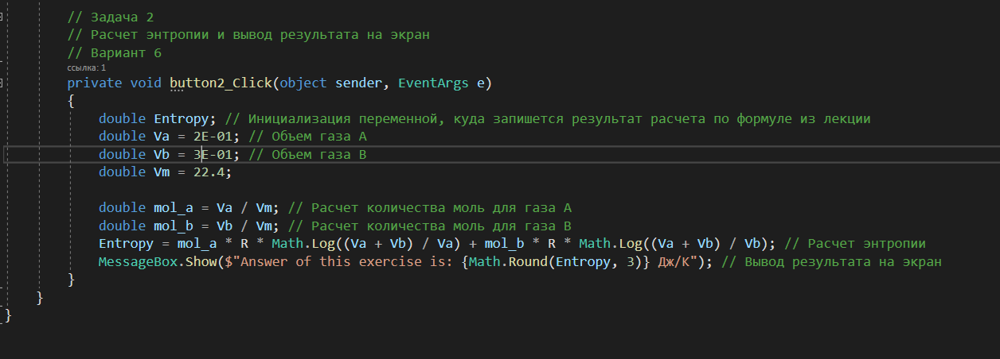 // Задача 2
// Расчет энтропии и вывод результата на экран
// Вариант 6
ссылка: 1
private void button2_Click(object sender, EventArgs e)
{
double Entropy; // Инициализация переменной, куда запишется результат расчета по формуле из лекции
double Va = 2E-01; // Объем газа А
double Vb = 3E-01; // Объем газа В
double Vm = 22.4;
double mol_a = Va / Vm; // Расчет количества моль для газа А
double mol_b = Vb / Vm; // Расчет количества моль для газа В
Entropy = mol_a * R * Math.Log((Va + Vb) / Va) + mol_b * R * Math.Log((Va + Vb) / Vb); // Расчет энтропии
MessageBox.Show($"Answer of this exercise is: {Math.Round(Entropy, 3)} Дж/К"); // Вывод результата на экран
}
}
}